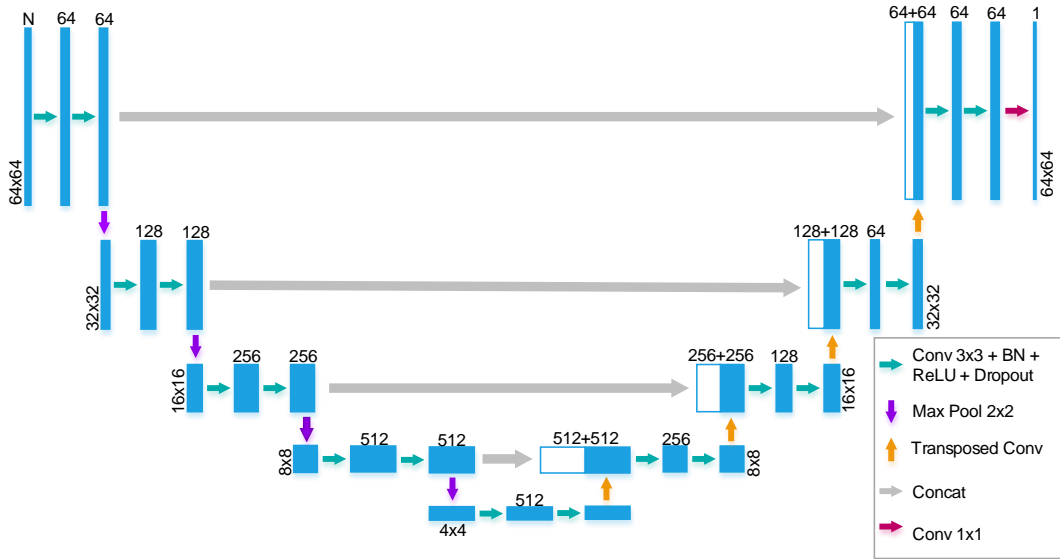 N
64
64
64+64
64
64
1
64x64
64x64
128
128
128+128
64
32x32
32x32
256
256
256+256
128
16x16
16x16
512
512
512+512
256
8x8
8x8
512
4x4
Conv 3x3 + BN +
ReLU + Dropout
Max Pool 2x2
Transposed Conv
Concat
Conv 1x1